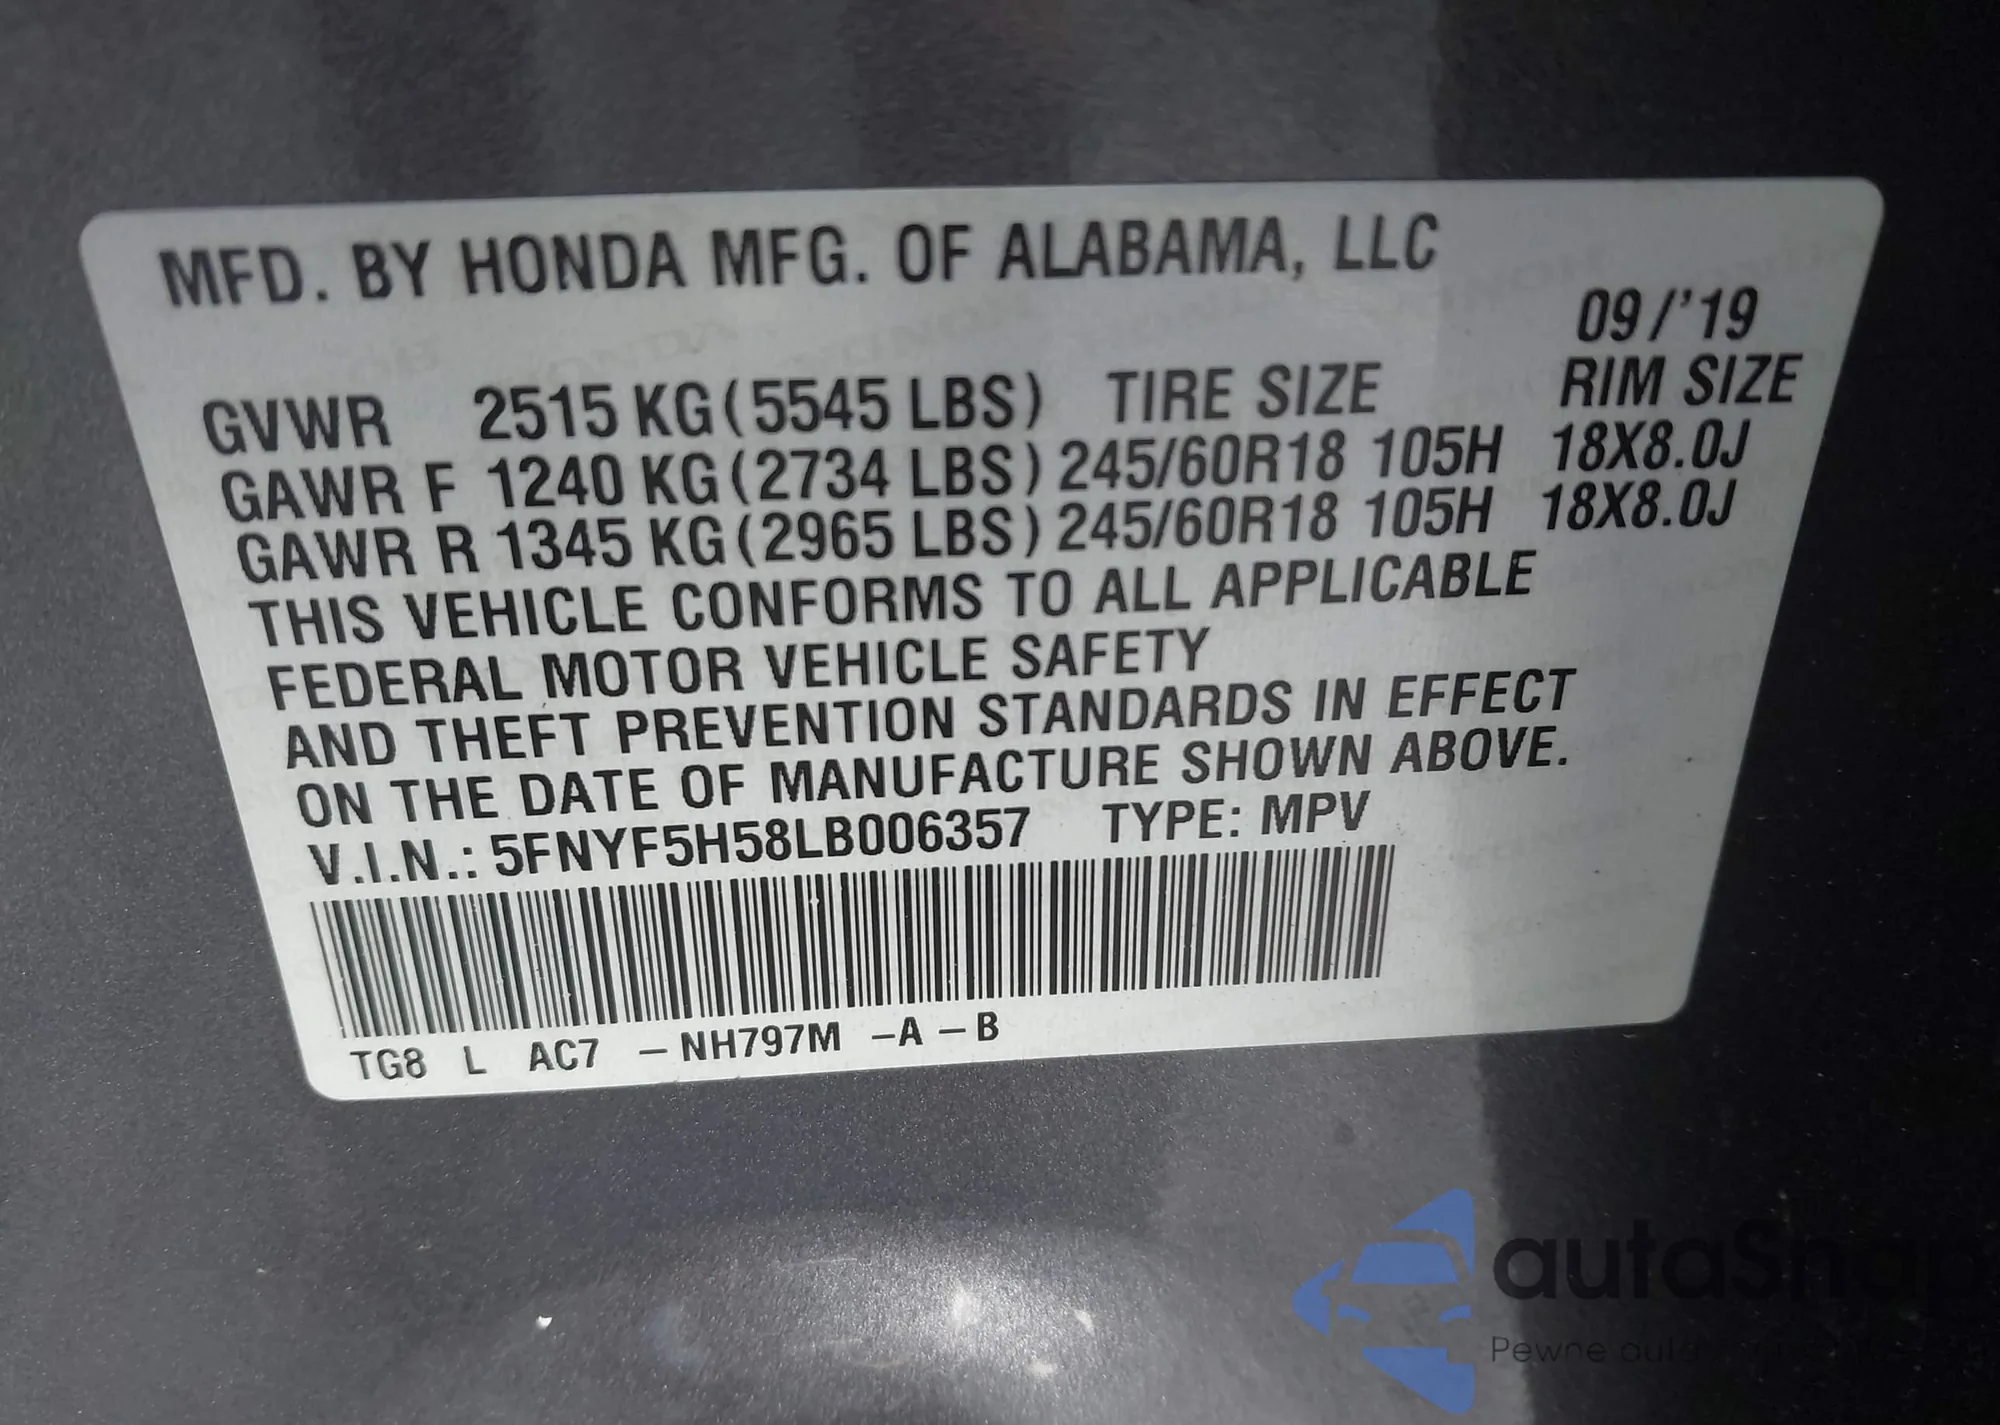 MFD. BY HONDA MFG. OF ALABAMA, LLC
09/'19
GVWR 2515 KG (5545 LBS) TIRE SIZE RIM SIZE
GAWR F 1240 KG (2734 LBS) 245/60R18 105H 18X8.0J
GAWR R 1345 KG (2965 LBS) 245/60R18 105H 18X8.0J
THIS VEHICLE CONFORMS TO ALL APPLICABLE
FEDERAL MOTOR VEHICLE SAFETY
AND THEFT PREVENTION STANDARDS IN EFFECT
ON THE DATE OF MANUFACTURE SHOWN ABOVE.
V.I.N.: 5FNYF5H58LB006357 TYPE: MPV
TG8 L AC7 – NH797M –A – B
autaSnap
Pewne